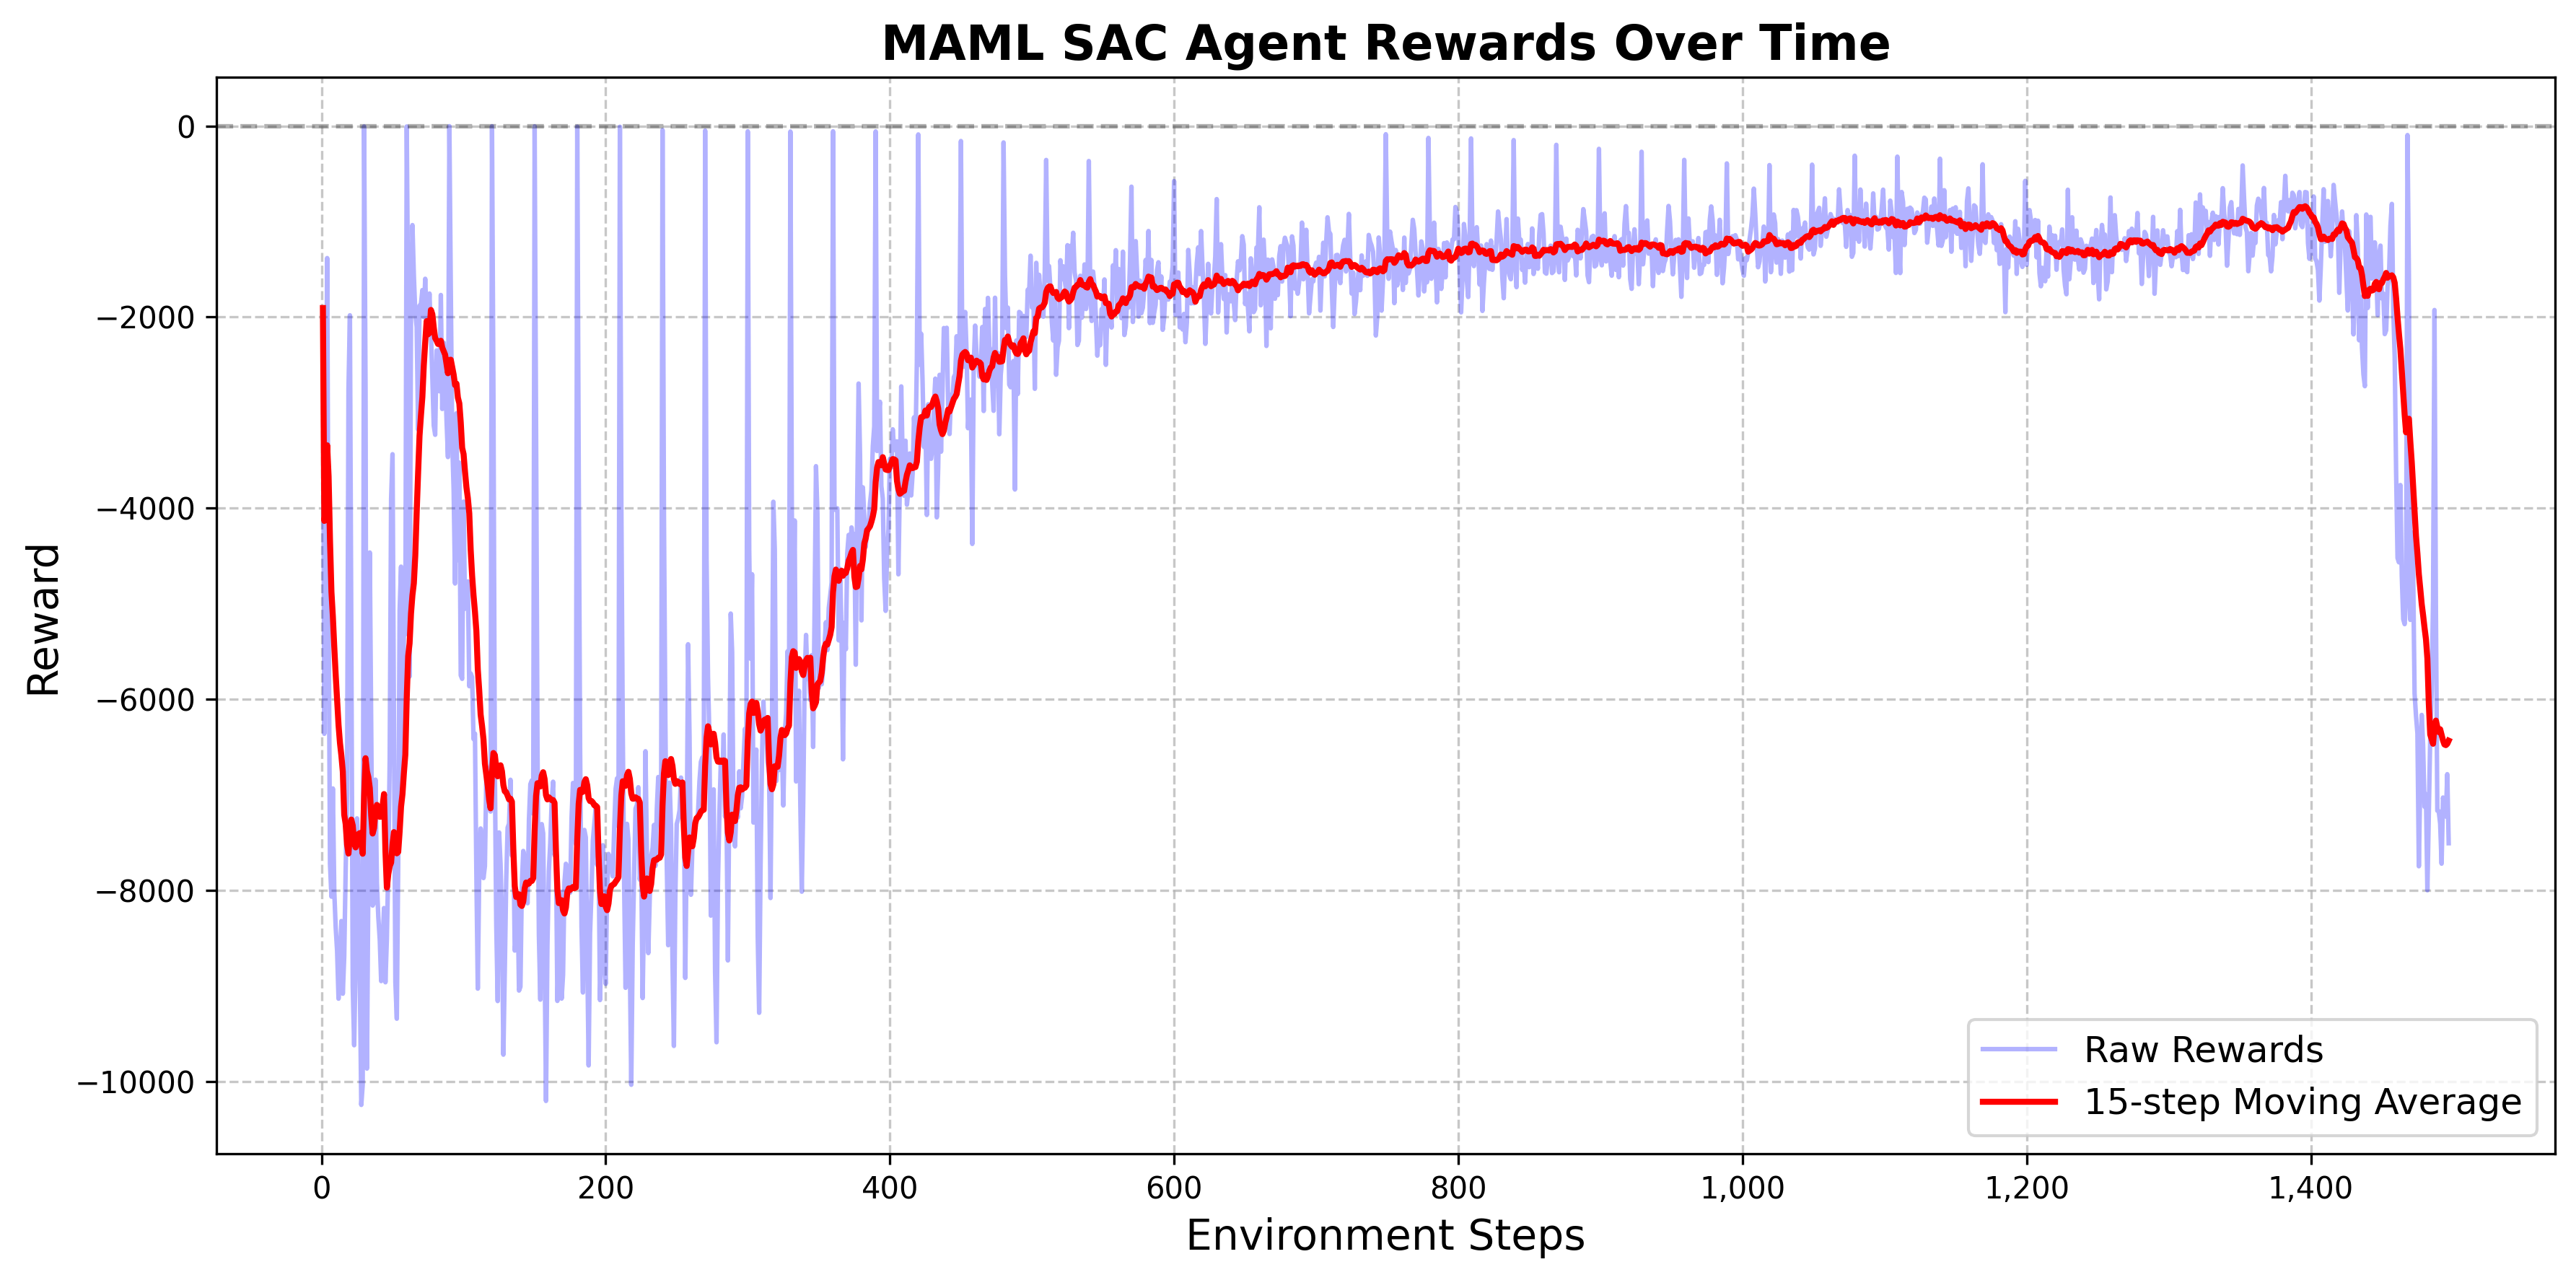 MAML SAC Agent Rewards Over Time
0
−2000
−4000
−6000
−8000
−10000
Reward
0
200
400
600
800
1,000
1,200
1,400
Environment Steps
Raw Rewards
15-step Moving Average